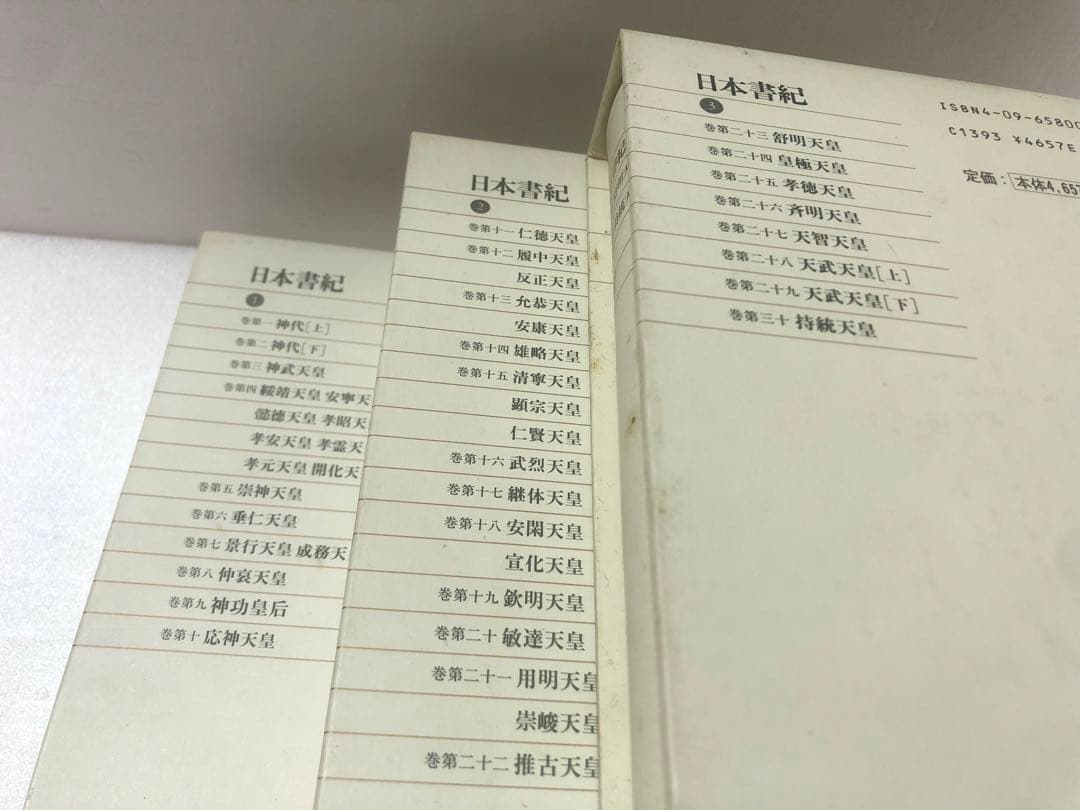 日本書紀
1
巻第一 神代[上]
巻第二 神代[下]
巻第三 神武天皇
巻第四 綏靖天皇 安寧天
懿徳天皇 孝昭天
孝安天皇 孝霊天
孝元天皇 開化天
巻第五 崇神天皇
巻第六 垂仁天皇
巻第七 景行天皇 成務天
巻第八 仲哀天皇
巻第九 神功皇后
巻第十 応神天皇
日本書紀
2
巻第十一 仁徳天皇
巻第十二 履中天皇
反正天皇
巻第十三 允恭天皇
安康天皇
巻第十四 雄略天皇
巻第十五 清寧天皇
顕宗天皇
仁賢天皇
巻第十六 武烈天皇
巻第十七 継体天皇
巻第十八 安閑天皇
宣化天皇
巻第十九 欽明天皇
巻第二十 敏達天皇
巻第二十一 用明天皇
崇峻天皇
巻第二十二 推古天皇
日本書紀
3
巻第二十三 舒明天皇
巻第二十四 皇極天皇
巻第二十五 孝徳天皇
巻第二十六 斉明天皇
巻第二十七 天智天皇
巻第二十八 天武天皇[上]
巻第二十九 天武天皇[下]
巻第三十 持統天皇
ISBN4-09-6580
C1393 ¥4657E
定価：本体4,657